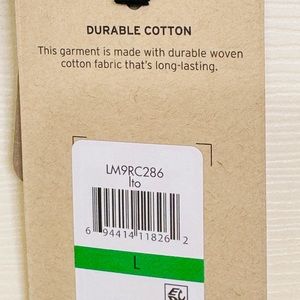 DURABLE COTTON
This garment is made with durable woven
cotton fabric that's long-lasting.
LM9RC286
lto
6 94414 11826 2
L